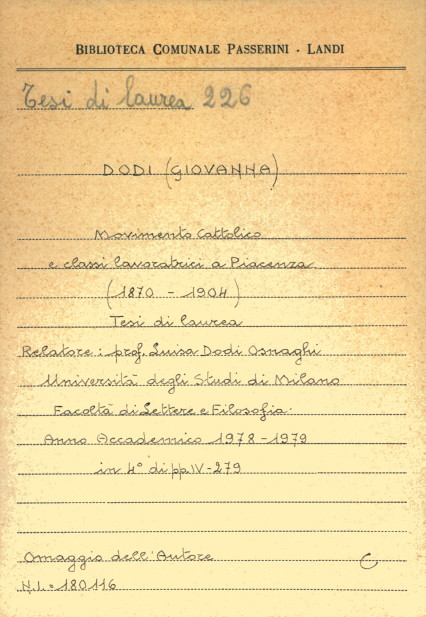 BIBLIOTECA COMUNALE PASSERINI - LANDI
Tesi di laurea 226
DODI (GIOVANNA)
Movimento Cattolico
e classi lavoratrici a Piacenza
(1870 - 1904)
Tesi di laurea
Relatore: prof. Luisa Dodi Osnaghi
Università degli Studi di Milano
Facoltà di Lettere e Filosofia.
Anno Accademico 1978-1979
in 4° di pp. IV-279
Omaggio dell'Autore C
N.I. = 180116